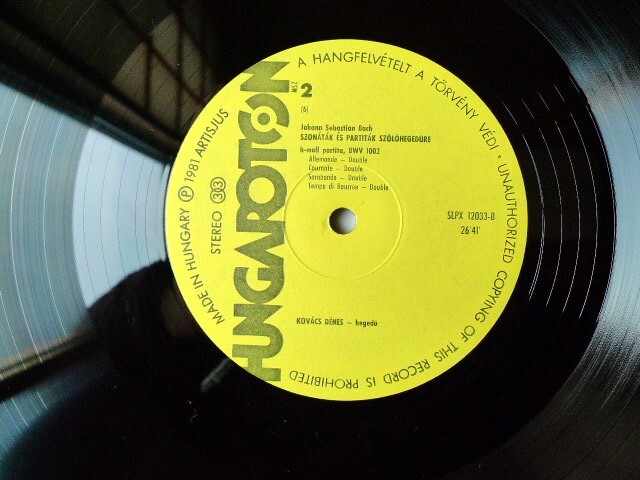 A HANGFELVÉTELT A TÖRVÉNY VÉDI • UNAUTHORIZED COPYING OF THIS RECORD IS PROHIBITED
MADE IN HUNGARY Ⓟ 1981 ARTISJUS
STEREO 33
HUNGAROTON
2
(6)
Johann Sebastian Bach
SZONÁTÁK ÉS PARTITÁK SZÓLÓHEGEDŰRE
h-moll partita, BWV 1002
Allemande – Double
Courante – Double
Sarabande – Double
Tempo di Bourrée – Double
SLPX 12033-B
26'41"
KOVÁCS DÉNES – hegedű